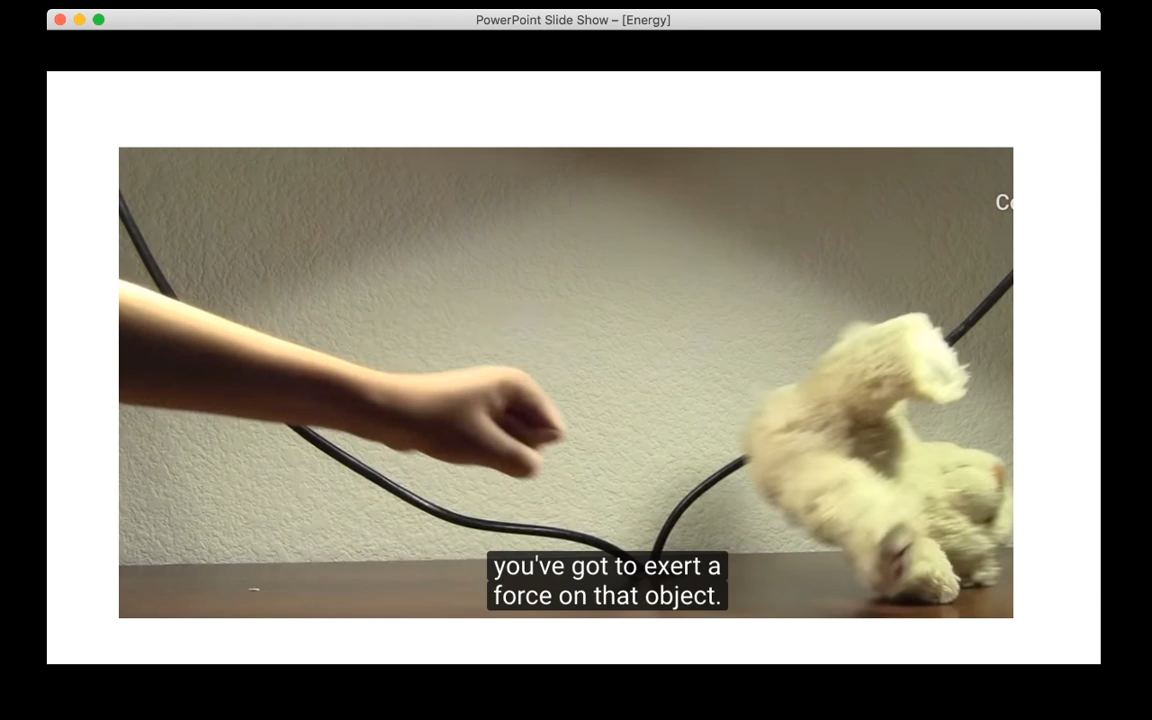 PowerPoint Slide Show – [Energy]
you've got to exert a
force on that object.